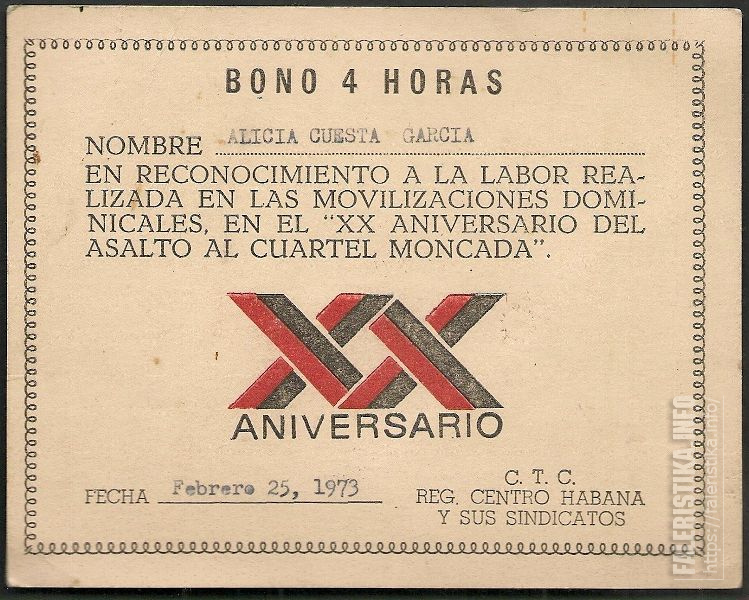 BONO 4 HORAS
NOMBRE ALICIA CUESTA GARCIA
EN RECONOCIMIENTO A LA LABOR REA-
LIZADA EN LAS MOVILIZACIONES DOMI-
NICALES, EN EL "XX ANIVERSARIO DEL
ASALTO AL CUARTEL MONCADA".
XX
ANIVERSARIO
FECHA Febrero 25, 1973
C. T. C.
REG. CENTRO HABANA
Y SUS SINDICATOS
FALERISTIKA.INFO
https://faleristika.info/